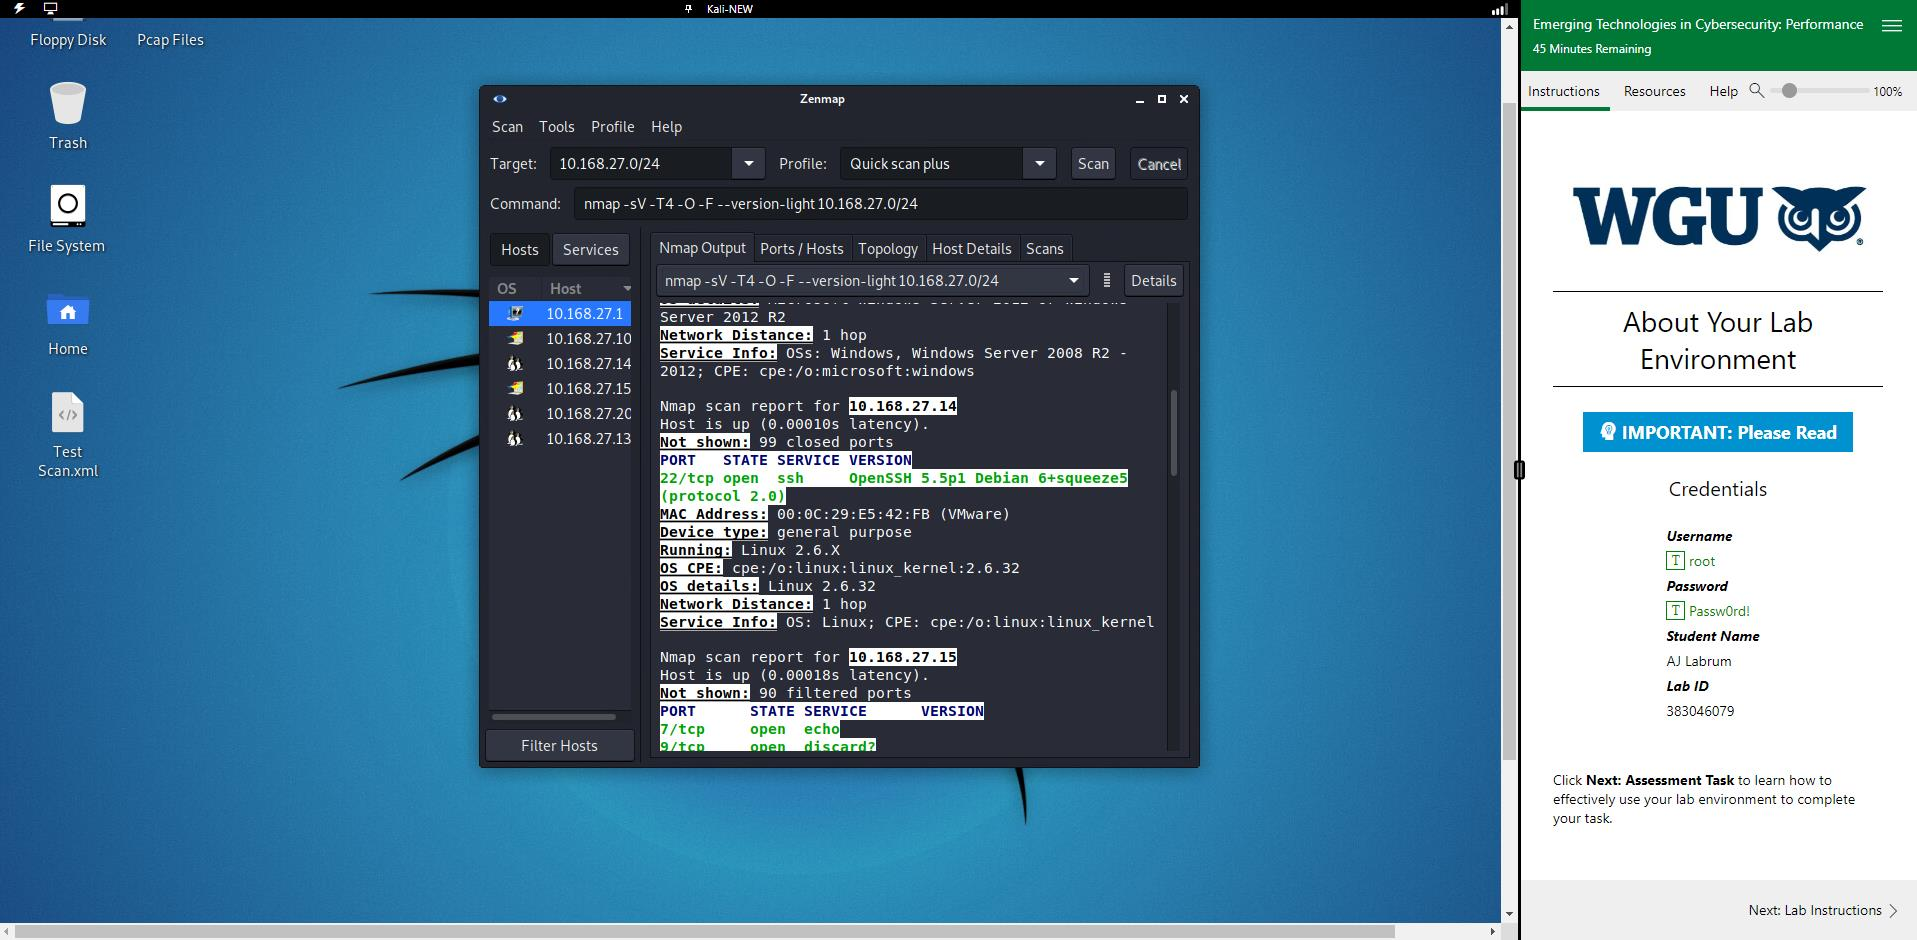 Kali-NEW
Floppy Disk
Pcap Files
Trash
File System
Home
Test
Scan.xml
Zenmap
Scan Tools Profile Help
Target: 10.168.27.0/24 Profile: Quick scan plus Scan Cancel
Command: nmap -sV -T4 -O -F --version-light 10.168.27.0/24
Hosts Services
OS Host
10.168.27.1
10.168.27.10
10.168.27.14
10.168.27.15
10.168.27.20
10.168.27.13
Filter Hosts
Nmap Output Ports / Hosts Topology Host Details Scans
nmap -sV -T4 -O -F --version-light 10.168.27.0/24 Details
Server 2012 R2
Network Distance: 1 hop
Service Info: OSs: Windows, Windows Server 2008 R2 -
2012; CPE: cpe:/o:microsoft:windows
Nmap scan report for 10.168.27.14
Host is up (0.00010s latency).
Not shown: 99 closed ports
PORT STATE SERVICE VERSION
22/tcp open ssh OpenSSH 5.5p1 Debian 6+squeeze5
(protocol 2.0)
MAC Address: 00:0C:29:E5:42:FB (VMware)
Device type: general purpose
Running: Linux 2.6.X
OS CPE: cpe:/o:linux:linux_kernel:2.6.32
OS details: Linux 2.6.32
Network Distance: 1 hop
Service Info: OS: Linux; CPE: cpe:/o:linux:linux_kernel
Nmap scan report for 10.168.27.15
Host is up (0.00018s latency).
Not shown: 90 filtered ports
PORT STATE SERVICE VERSION
7/tcp open echo
9/tcp open discard?
Emerging Technologies in Cybersecurity: Performance
45 Minutes Remaining
Instructions Resources Help 100%
WGU
About Your Lab
Environment
IMPORTANT: Please Read
Credentials
Username
T root
Password
T Passw0rd!
Student Name
AJ Labrum
Lab ID
383046079
Click Next: Assessment Task to learn how to
effectively use your lab environment to complete
your task.
Next: Lab Instructions